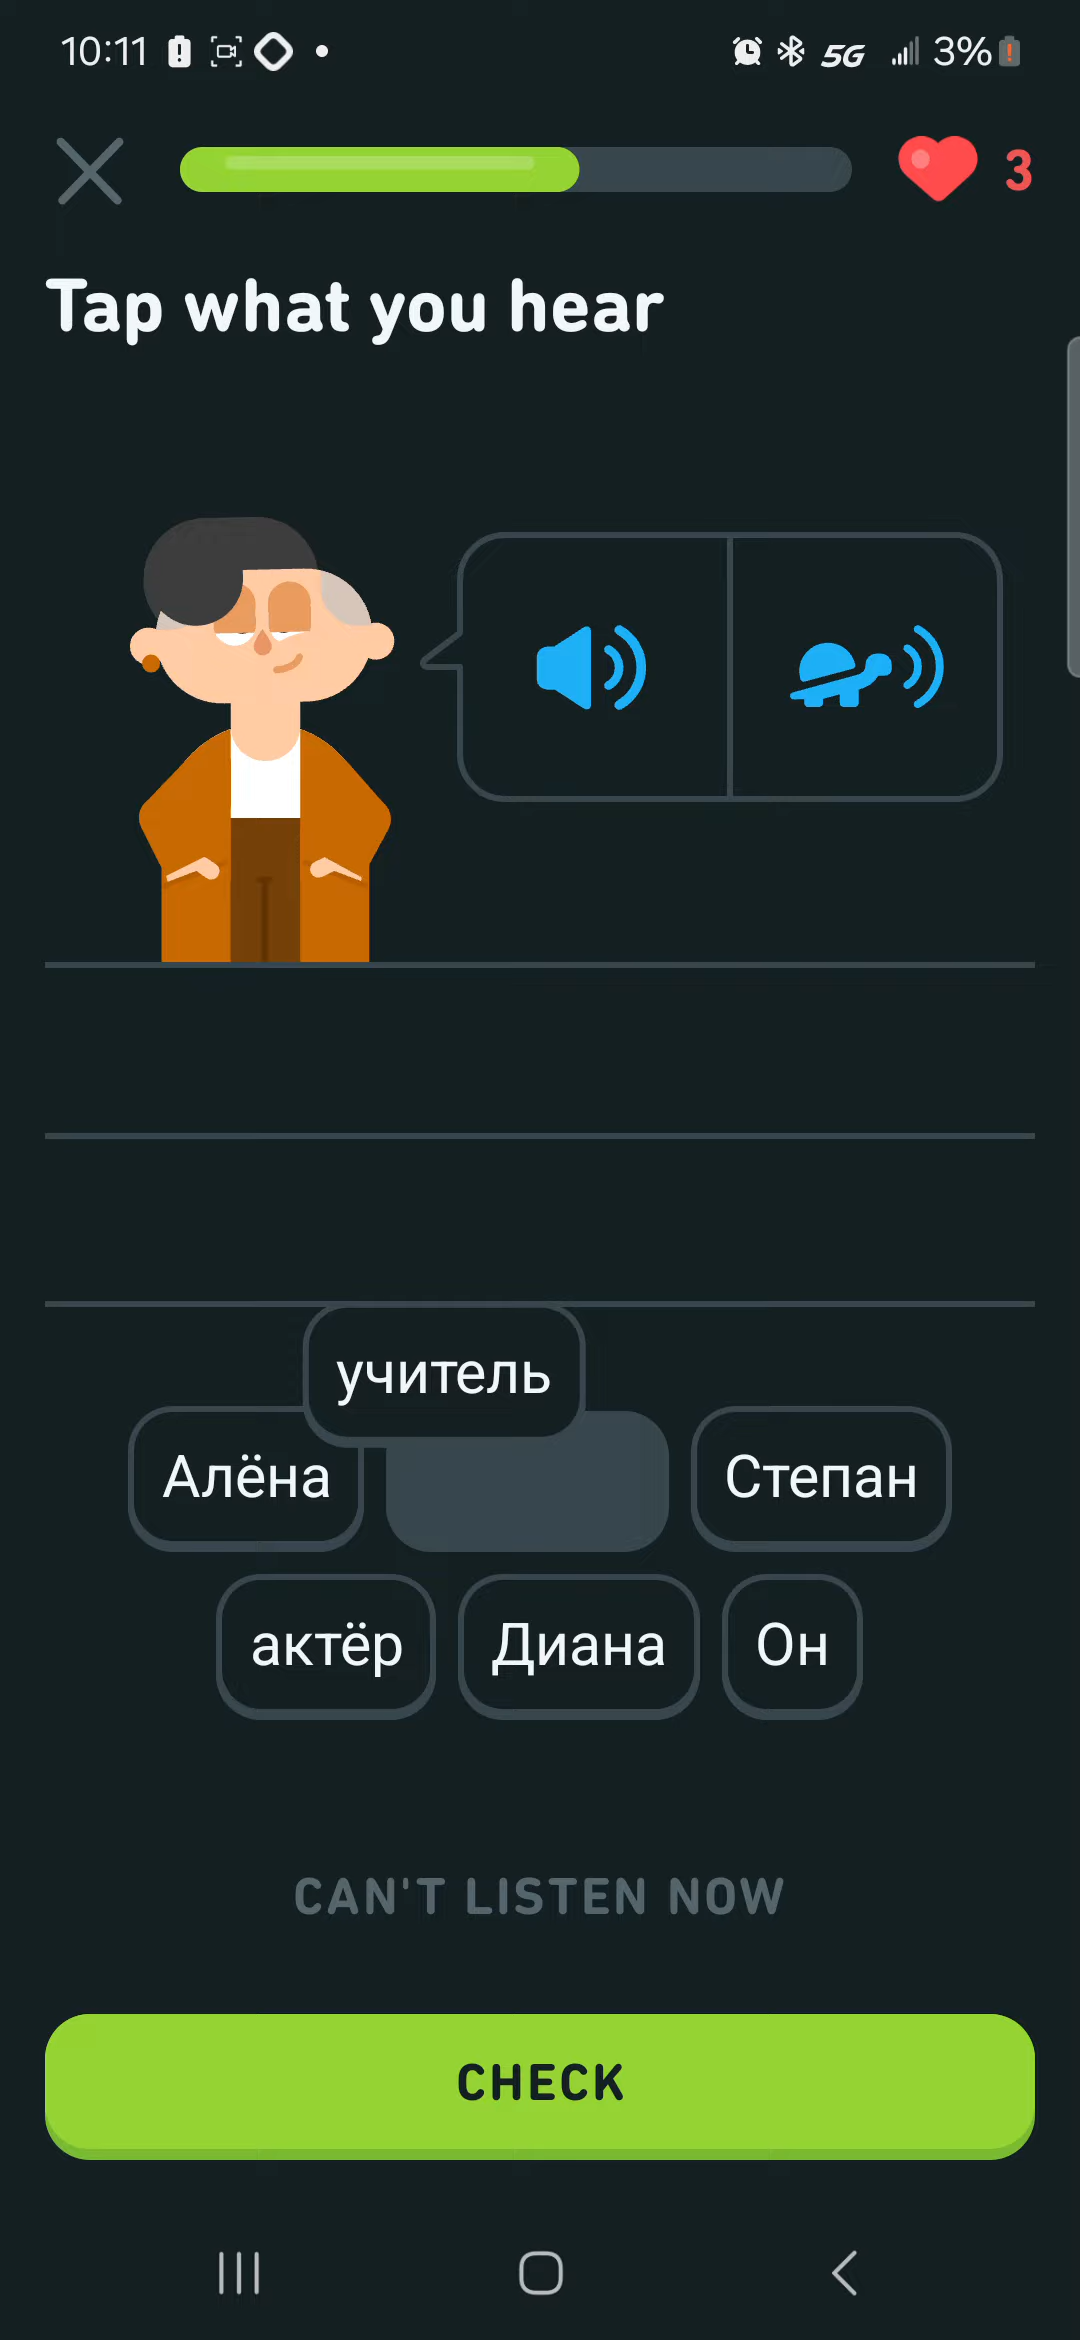 10:11 5G 3%
3
Tap what you hear
учитель
Алёна Степан
актёр Диана Он
CAN'T LISTEN NOW
CHECK